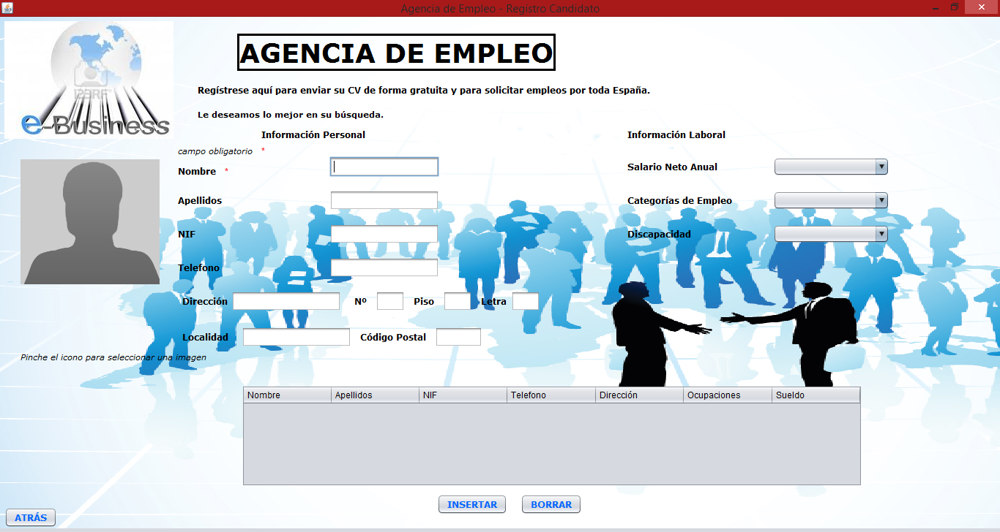 Agencia de Empleo - Registro Candidato
123RF
e-Business
AGENCIA DE EMPLEO
Regístrese aquí para enviar su CV de forma gratuita y para solicitar empleos por toda España.
Le deseamos lo mejor en su búsqueda.
Información Personal
Información Laboral
campo obligatorio *
Nombre *
Salario Neto Anual
Apellidos
Categorías de Empleo
NIF
Discapacidad
Telefono
Dirección Nº Piso Letra
Localidad Código Postal
Pinche el icono para seleccionar una imagen
Nombre Apellidos NIF Telefono Dirección Ocupaciones Sueldo
INSERTAR BORRAR
ATRÁS